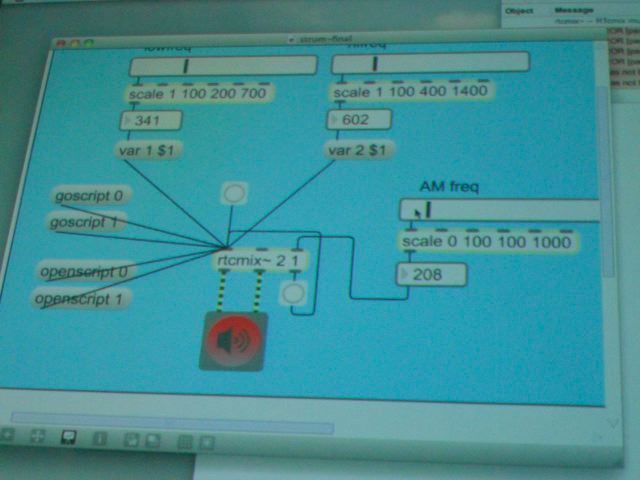 Object Message
strum-final
lowfreq
hifreq
scale 1 100 200 700
scale 1 100 400 1400
341
602
var 1 $1
var 2 $1
AM freq
goscript 0
goscript 1
scale 0 100 100 1000
rtcmix~ 2 1
openscript 0
208
openscript 1